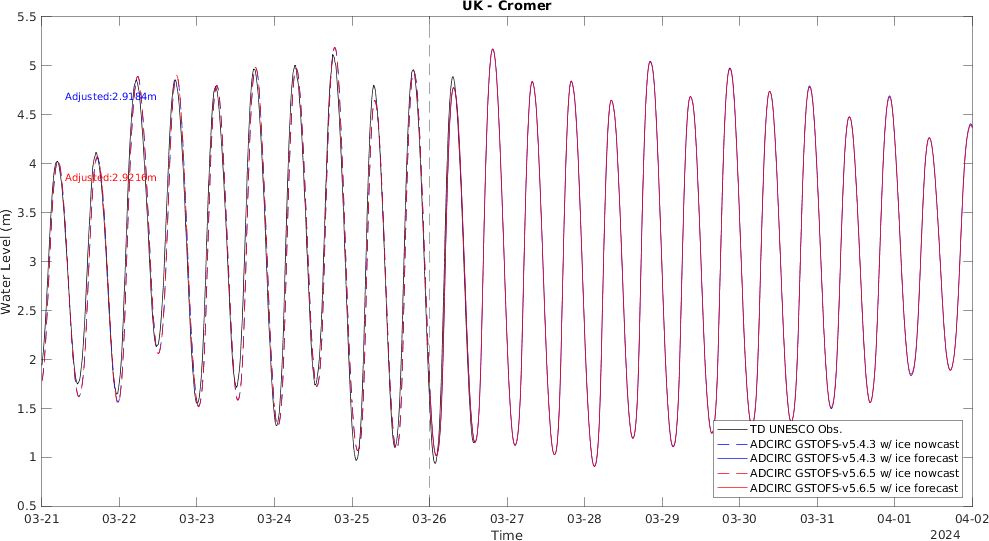 UK - Cromer
5.5
5
4.5
4
3.5
3
2.5
2
1.5
1
0.5
Water Level (m)
Adjusted:2.9184m
Adjusted:2.9216m
TD UNESCO Obs.
ADCIRC GSTOFS-v5.4.3 w/ ice nowcast
ADCIRC GSTOFS-v5.4.3 w/ ice forecast
ADCIRC GSTOFS-v5.6.5 w/ ice nowcast
ADCIRC GSTOFS-v5.6.5 w/ ice forecast
03-21 03-22 03-23 03-24 03-25 03-26 03-27 03-28 03-29 03-30 03-31 04-01 04-02
Time
2024